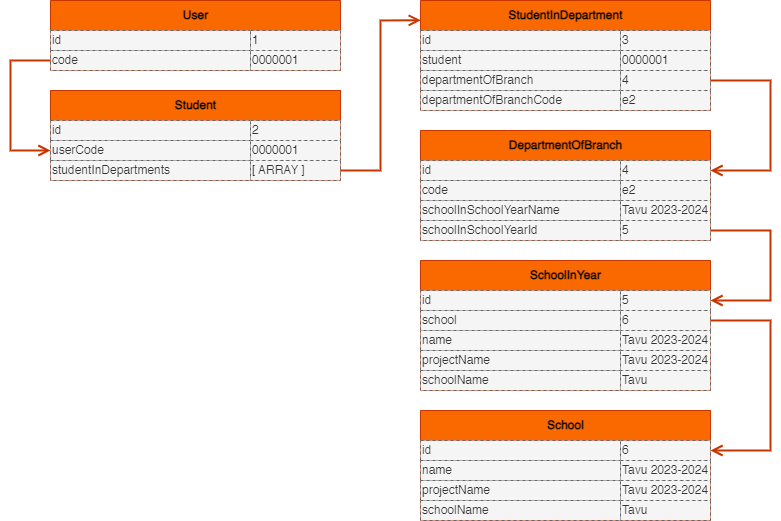 User
id 1
code 0000001
Student
id 2
userCode 0000001
studentInDepartments [ ARRAY ]
StudentInDepartment
id 3
student 0000001
departmentOfBranch 4
departmentOfBranchCode e2
DepartmentOfBranch
id 4
code e2
schoolInSchoolYearName Tavu 2023-2024
schoolInSchoolYearId 5
SchoolInYear
id 5
school 6
name Tavu 2023-2024
projectName Tavu 2023-2024
schoolName Tavu
School
id 6
name Tavu 2023-2024
projectName Tavu 2023-2024
schoolName Tavu